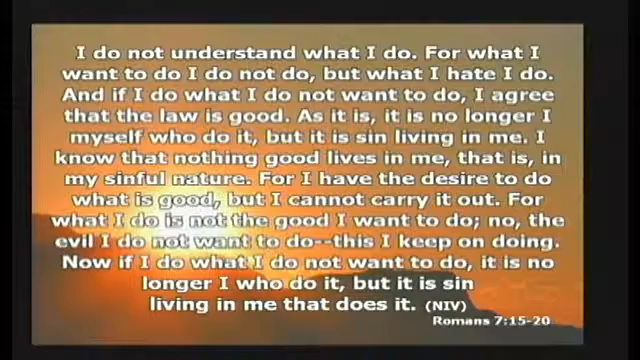 I do not understand what I do. For what I
want to do I do not do, but what I hate I do.
And if I do what I do not want to do, I agree
that the law is good. As it is, it is no longer I
myself who do it, but it is sin living in me. I
know that nothing good lives in me, that is, in
my sinful nature. For I have the desire to do
what is good, but I cannot carry it out. For
what I do is not the good I want to do; no, the
evil I do not want to do--this I keep on doing.
Now if I do what I do not want to do, it is no
longer I who do it, but it is sin
living in me that does it. (NIV)
Romans 7:15-20